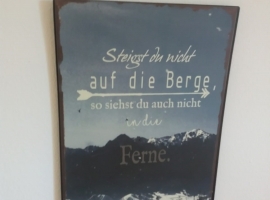 Steigst du nicht
auf die Berge,
so siehst du auch nicht
in die
Ferne.